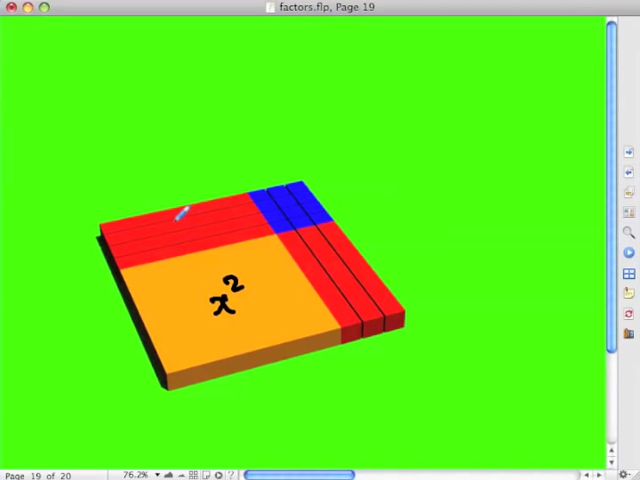 factors.flp, Page 19
x²
Page 19 of 20
76.2%
?